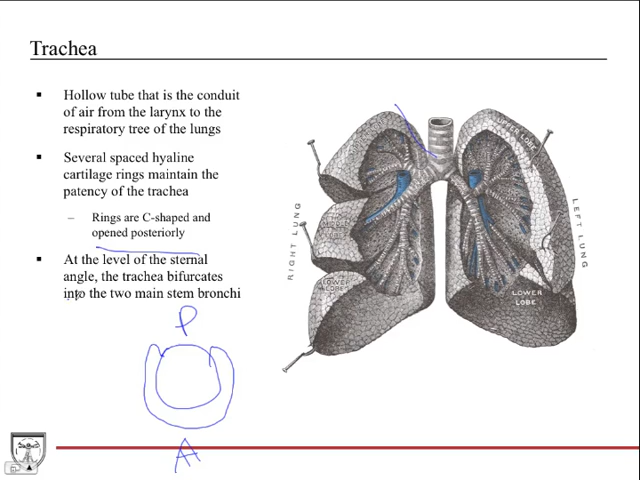 Trachea
Hollow tube that is the conduit
of air from the larynx to the
respiratory tree of the lungs
Several spaced hyaline
cartilage rings maintain the
patency of the trachea
Rings are C-shaped and
opened posteriorly
At the level of the sternal
angle, the trachea bifurcates
into the two main stem bronchi
P
A
UPPER LOBE
RIGHT LUNG
MIDDLE
LOBE
LOWER
LOBE
LEFT LUNG
LOWER
LOBE